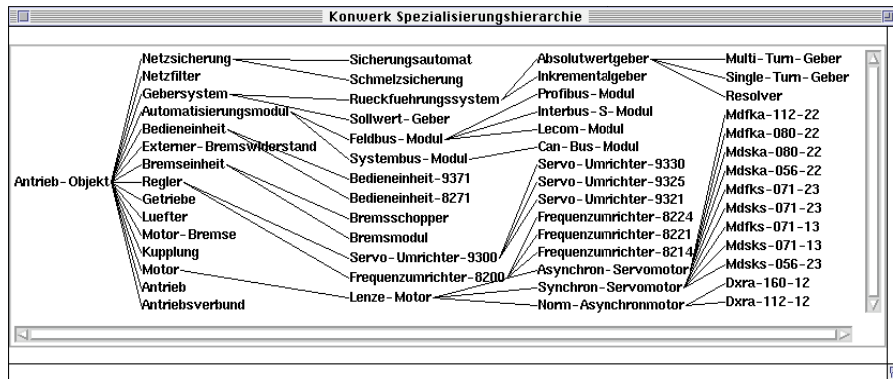 Konwerk Spezialisierungshierarchie
Antrieb-Objekt
Netzsicherung
Netzfilter
Gebersystem
Automatisierungsmodul
Bedieneinheit
Externer-Bremswiderstand
Bremseinheit
Regler
Getriebe
Luefter
Motor-Bremse
Kupplung
Motor
Antrieb
Antriebsverbund
Sicherungsautomat
Schmelzsicherung
Rueckfuehrungssystem
Sollwert-Geber
Feldbus-Modul
Systembus-Modul
Bedieneinheit-9371
Bedieneinheit-8271
Bremsschopper
Bremsmodul
Servo-Umrichter-9300
Frequenzumrichter-8200
Lenze-Motor
Absolutwertgeber
Inkrementalgeber
Profibus-Modul
Interbus-S-Modul
Lecom-Modul
Can-Bus-Modul
Servo-Umrichter-9330
Servo-Umrichter-9325
Servo-Umrichter-9321
Frequenzumrichter-8224
Frequenzumrichter-8221
Frequenzumrichter-8214
Asynchron-Servomotor
Synchron-Servomotor
Norm-Asynchronmotor
Multi-Turn-Geber
Single-Turn-Geber
Resolver
Mdfka-112-22
Mdfka-080-22
Mdska-080-22
Mdska-056-22
Mdfks-071-23
Mdsks-071-23
Mdfks-071-13
Mdsks-071-13
Mdsks-056-23
Dxra-160-12
Dxra-112-12